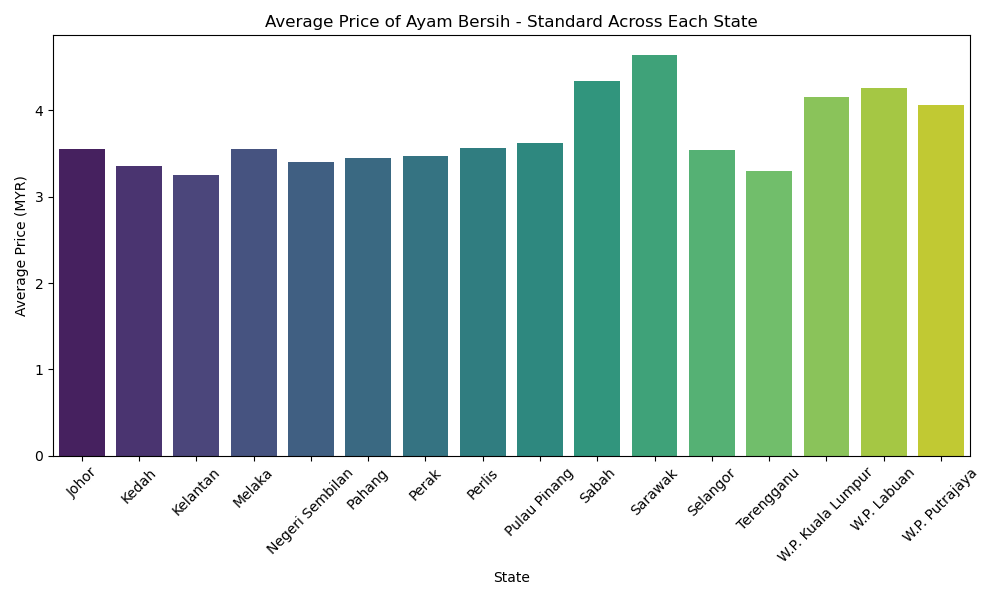 Average Price of Ayam Bersih - Standard Across Each State
Average Price (MYR)
4
3
2
1
0
Johor
Kedah
Kelantan
Melaka
Negeri Sembilan
Pahang
Perak
Perlis
Pulau Pinang
Sabah
Sarawak
Selangor
Terengganu
W.P. Kuala Lumpur
W.P. Labuan
W.P. Putrajaya
State